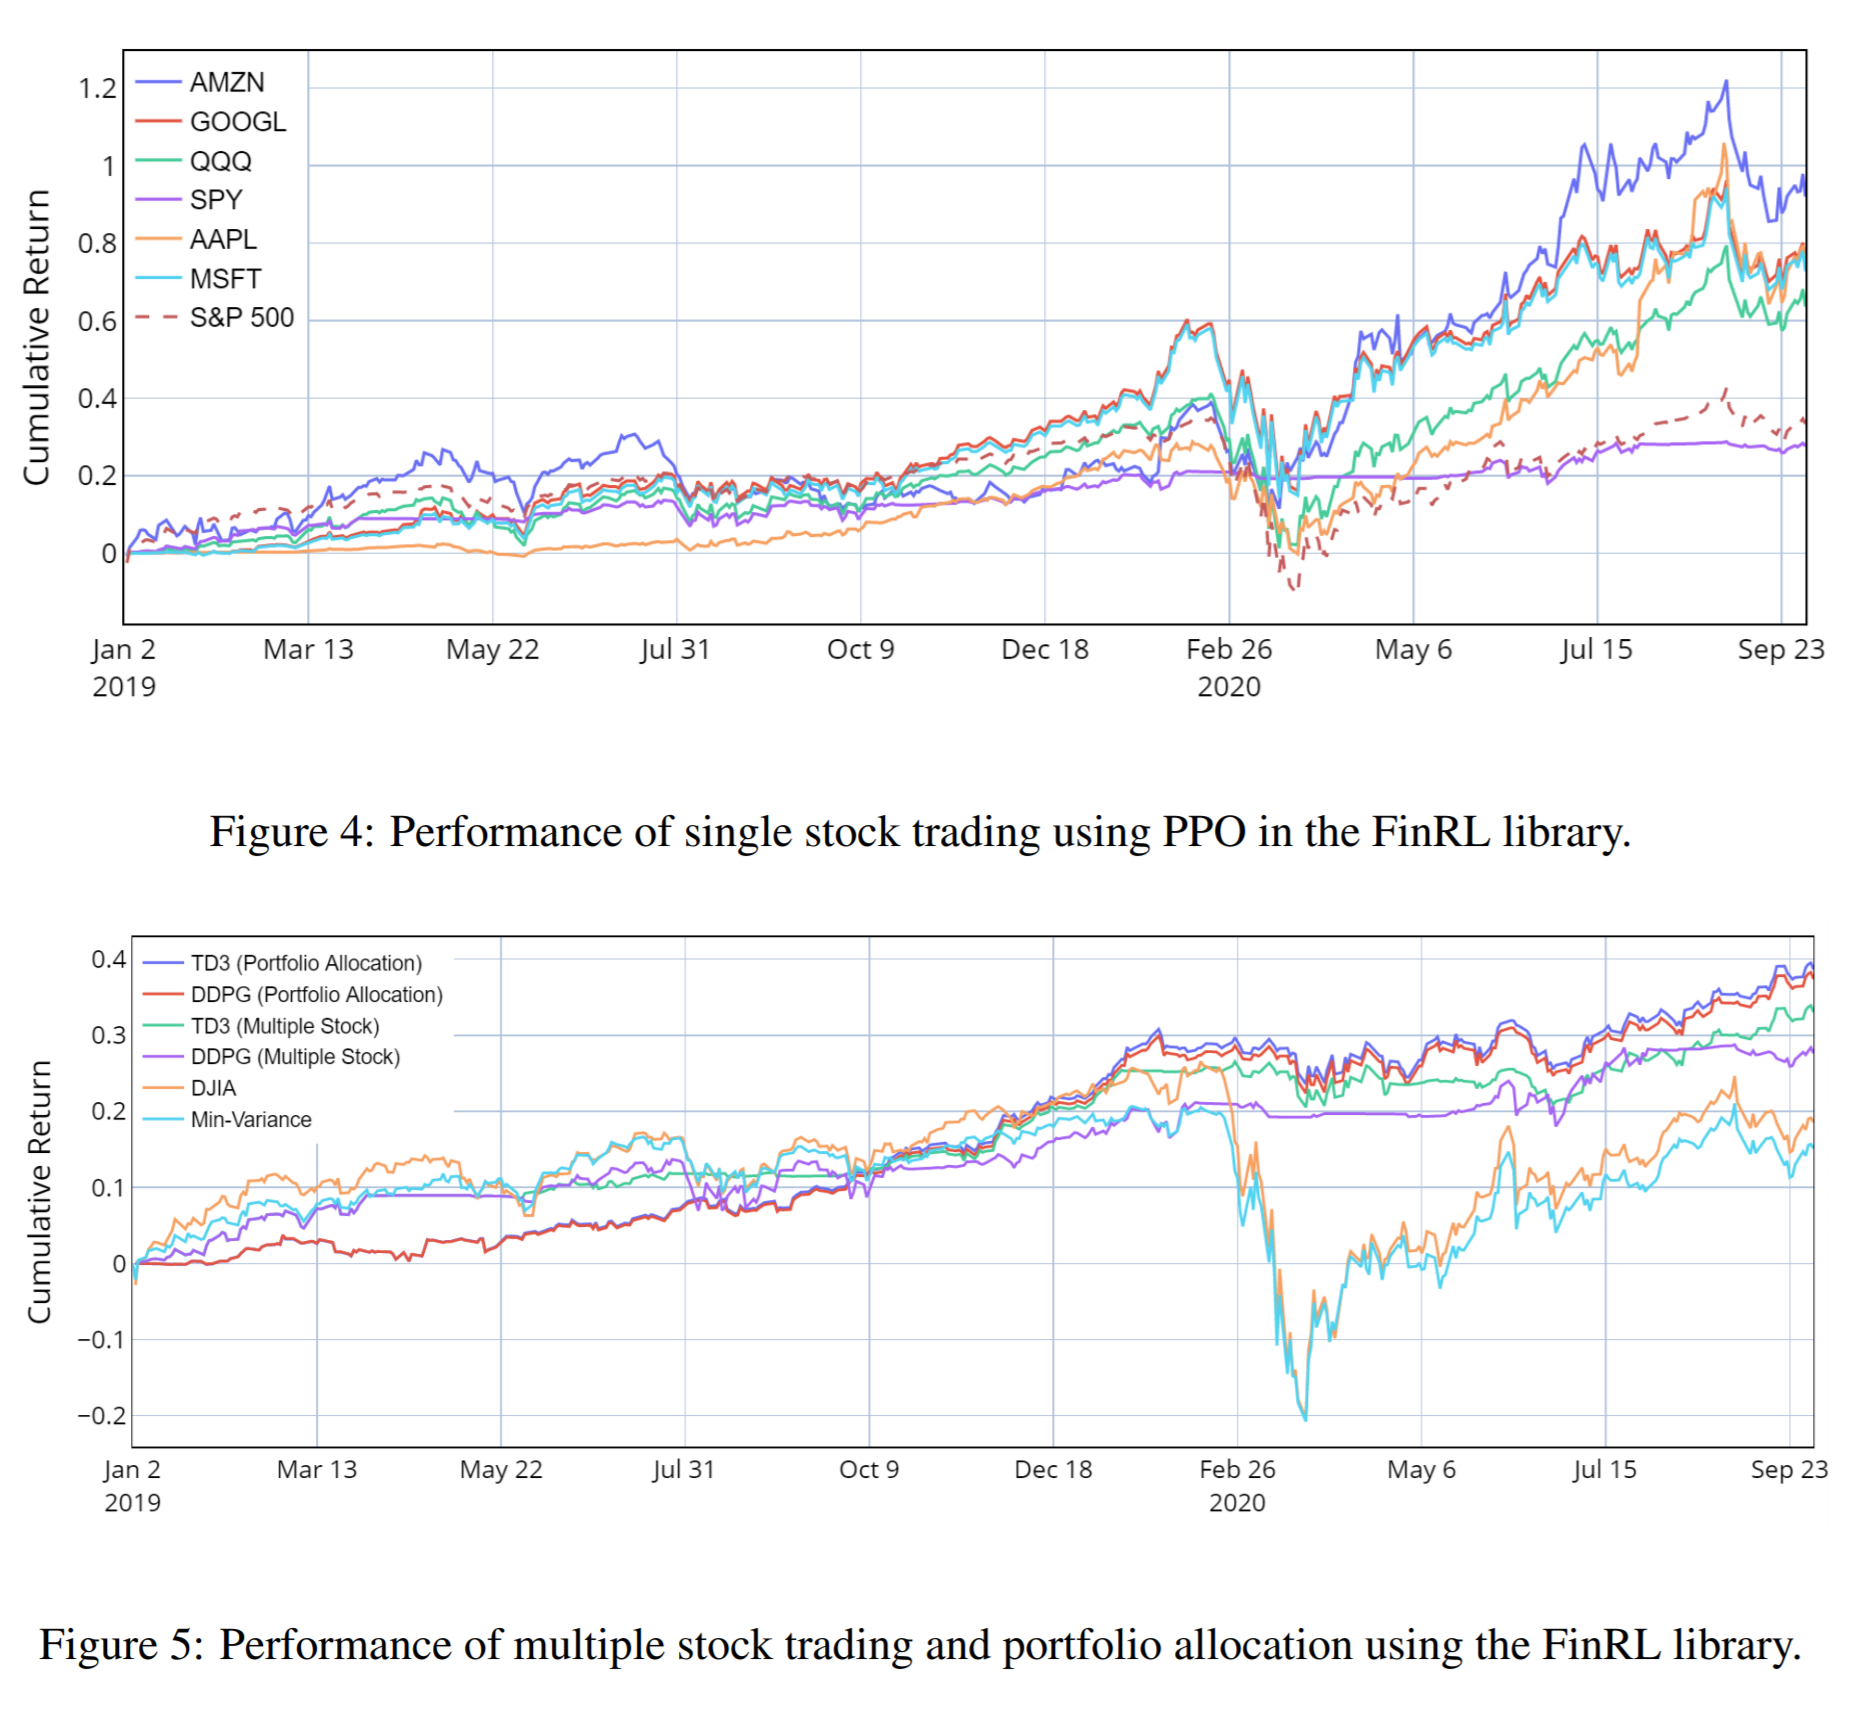 Cumulative Return
1.2
1
0.8
0.6
0.4
0.2
0
AMZN
GOOGL
QQQ
SPY
AAPL
MSFT
S&P 500
Jan 2 Mar 13 May 22 Jul 31 Oct 9 Dec 18 Feb 26 May 6 Jul 15 Sep 23
2019 2020
Figure 4: Performance of single stock trading using PPO in the FinRL library.
Cumulative Return
0.4
0.3
0.2
0.1
0
−0.1
−0.2
TD3 (Portfolio Allocation)
DDPG (Portfolio Allocation)
TD3 (Multiple Stock)
DDPG (Multiple Stock)
DJIA
Min-Variance
Jan 2 Mar 13 May 22 Jul 31 Oct 9 Dec 18 Feb 26 May 6 Jul 15 Sep 23
2019 2020
Figure 5: Performance of multiple stock trading and portfolio allocation using the FinRL library.